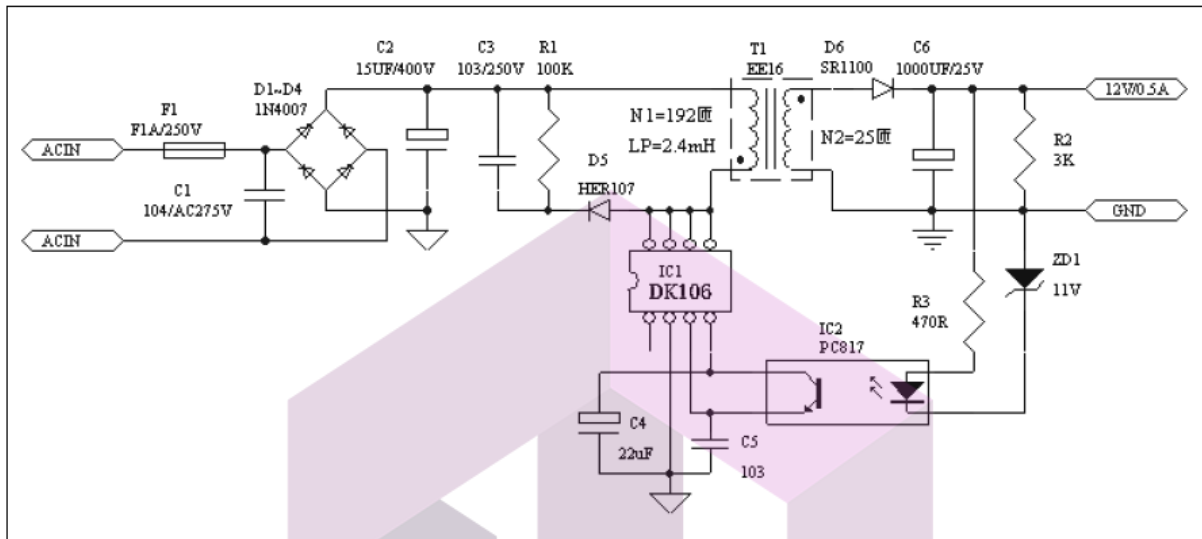 F1
F1A/250V
ACIN
C1
104/AC275V
ACIN
D1~D4
1N4007
C2
15UF/400V
C3
103/250V
R1
100K
D5
HER107
T1
EE16
N1=192匝
LP=2.4mH
N2=25匝
D6
SR1100
C6
1000UF/25V
12V/0.5A
R2
3K
GND
ZD1
11V
R3
470R
IC1
DK106
IC2
PC817
C4
22uF
C5
103